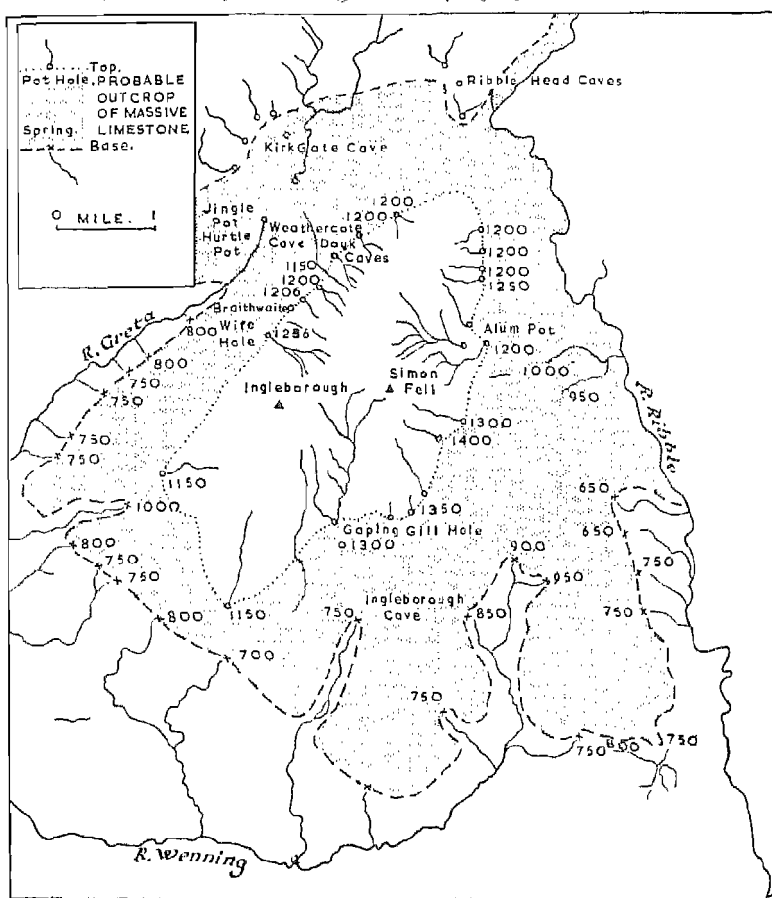 Top.
Pot Hole.
PROBABLE
OUTCROP
OF MASSIVE
Spring.
LIMESTONE
Base.
O MILE. 1
Ribble Head Caves
KirkGate Cave
1200
1200
Jingle
Pot
Hurtle
Pot
Weathercote
Cave
Douk
Caves
1200
1200
1200
1250
1150
1200
1206
Braithwaite
Wife
Hole
1286
Alum Pot
1200
1000
950
R. Greta
800
800
750
750
750
750
Ingleborough
Simon
Fell
R. Ribble
1300
1400
1150
1000
1350
650
650
Gaping Gill Hole
1300
800
750
750
900
950
750
750
800
1150
Ingleborough
Cave
750
850
700
750
750
800
750
R. Wenning